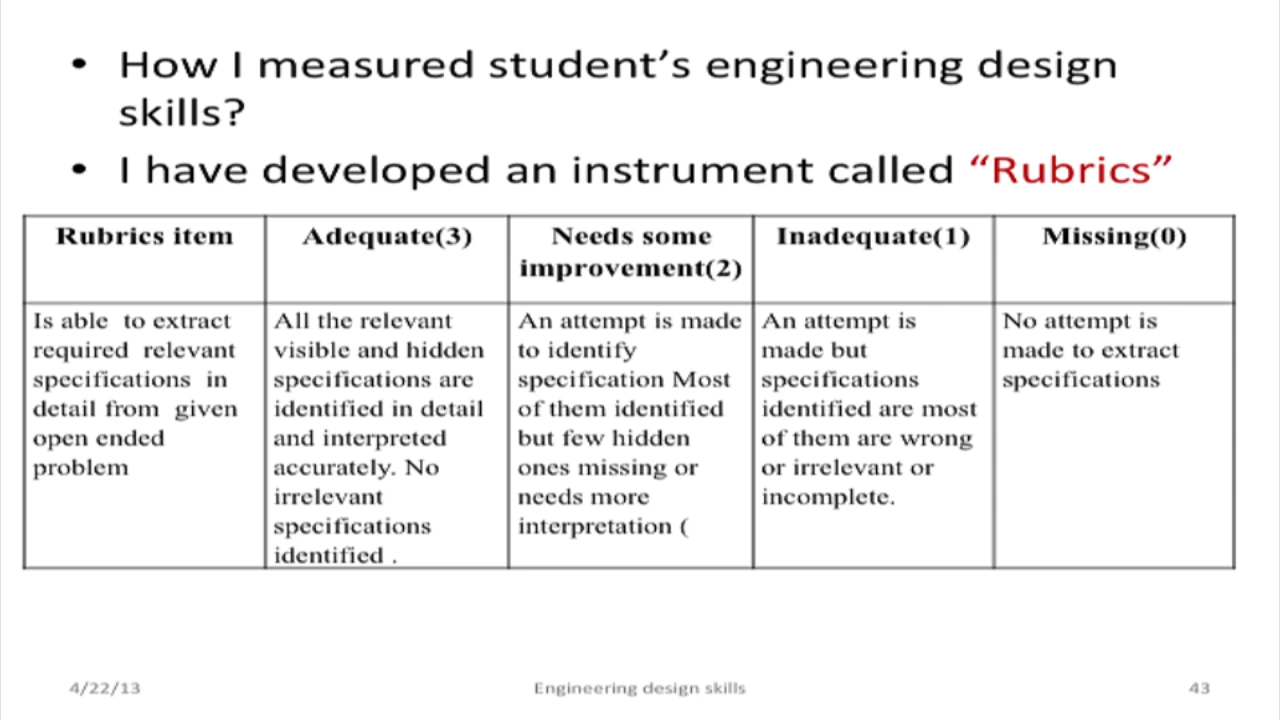 • How I measured student’s engineering design
skills?
• I have developed an instrument called “Rubrics”
Rubrics item
Adequate(3)
Needs some
improvement(2)
Inadequate(1)
Missing(0)
Is able to extract
required relevant
specifications in
detail from given
open ended
problem
All the relevant
visible and hidden
specifications are
identified in detail
and interpreted
accurately. No
irrelevant
specifications
identified .
An attempt is made
to identify
specification Most
of them identified
but few hidden
ones missing or
needs more
interpretation (
An attempt is
made but
specifications
identified are most
of them are wrong
or irrelevant or
incomplete.
No attempt is
made to extract
specifications
4/22/13
Engineering design skills
43